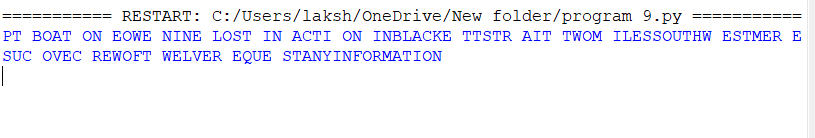 =========== RESTART: C:/Users/laksh/OneDrive/New folder/program 9.py ===========
PT BOAT ON EOWE NINE LOST IN ACTI ON INBLACKE TTSTR AIT TWOM ILESSOUTHW ESTMER E
SUC OVEC REWOFT WELVER EQUE STANYINFORMATION